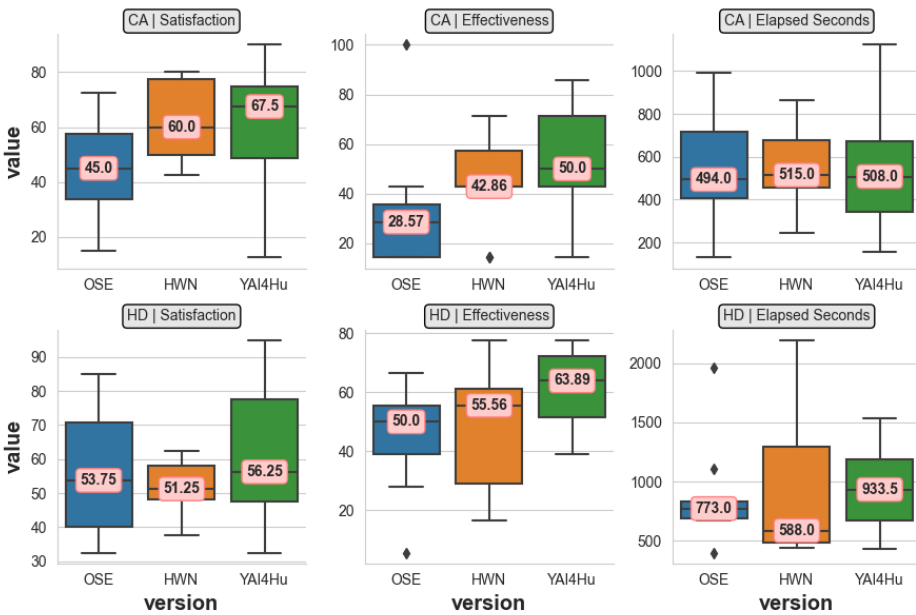 CA | Satisfaction
CA | Effectiveness
CA | Elapsed Seconds
value
80
60
40
20
45.0
60.0
67.5
OSE
HWN
YAI4Hu
100
80
60
40
20
28.57
42.86
50.0
OSE
HWN
YAI4Hu
1000
800
600
400
200
494.0
515.0
508.0
OSE
HWN
YAI4Hu
HD | Satisfaction
HD | Effectiveness
HD | Elapsed Seconds
value
90
80
70
60
50
40
30
53.75
51.25
56.25
OSE
HWN
YAI4Hu
version
80
60
40
20
50.0
55.56
63.89
OSE
HWN
YAI4Hu
version
2000
1500
1000
500
773.0
588.0
933.5
OSE
HWN
YAI4Hu
version